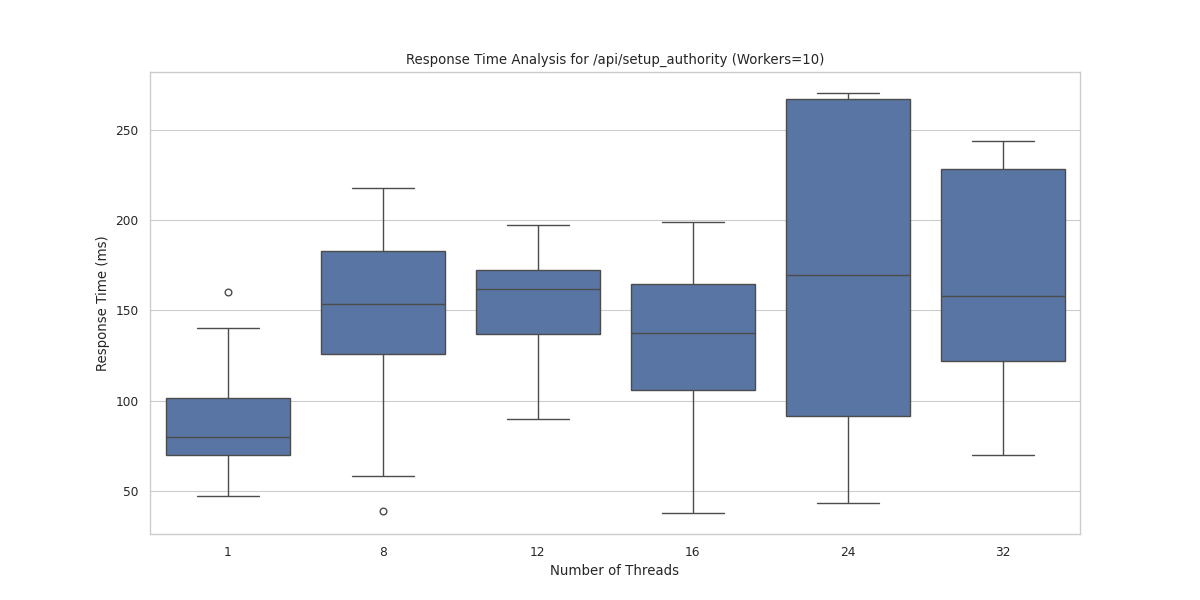 Response Time Analysis for /api/setup_authority (Workers=10)
250
200
150
100
50
Response Time (ms)
1 8 12 16 24 32
Number of Threads